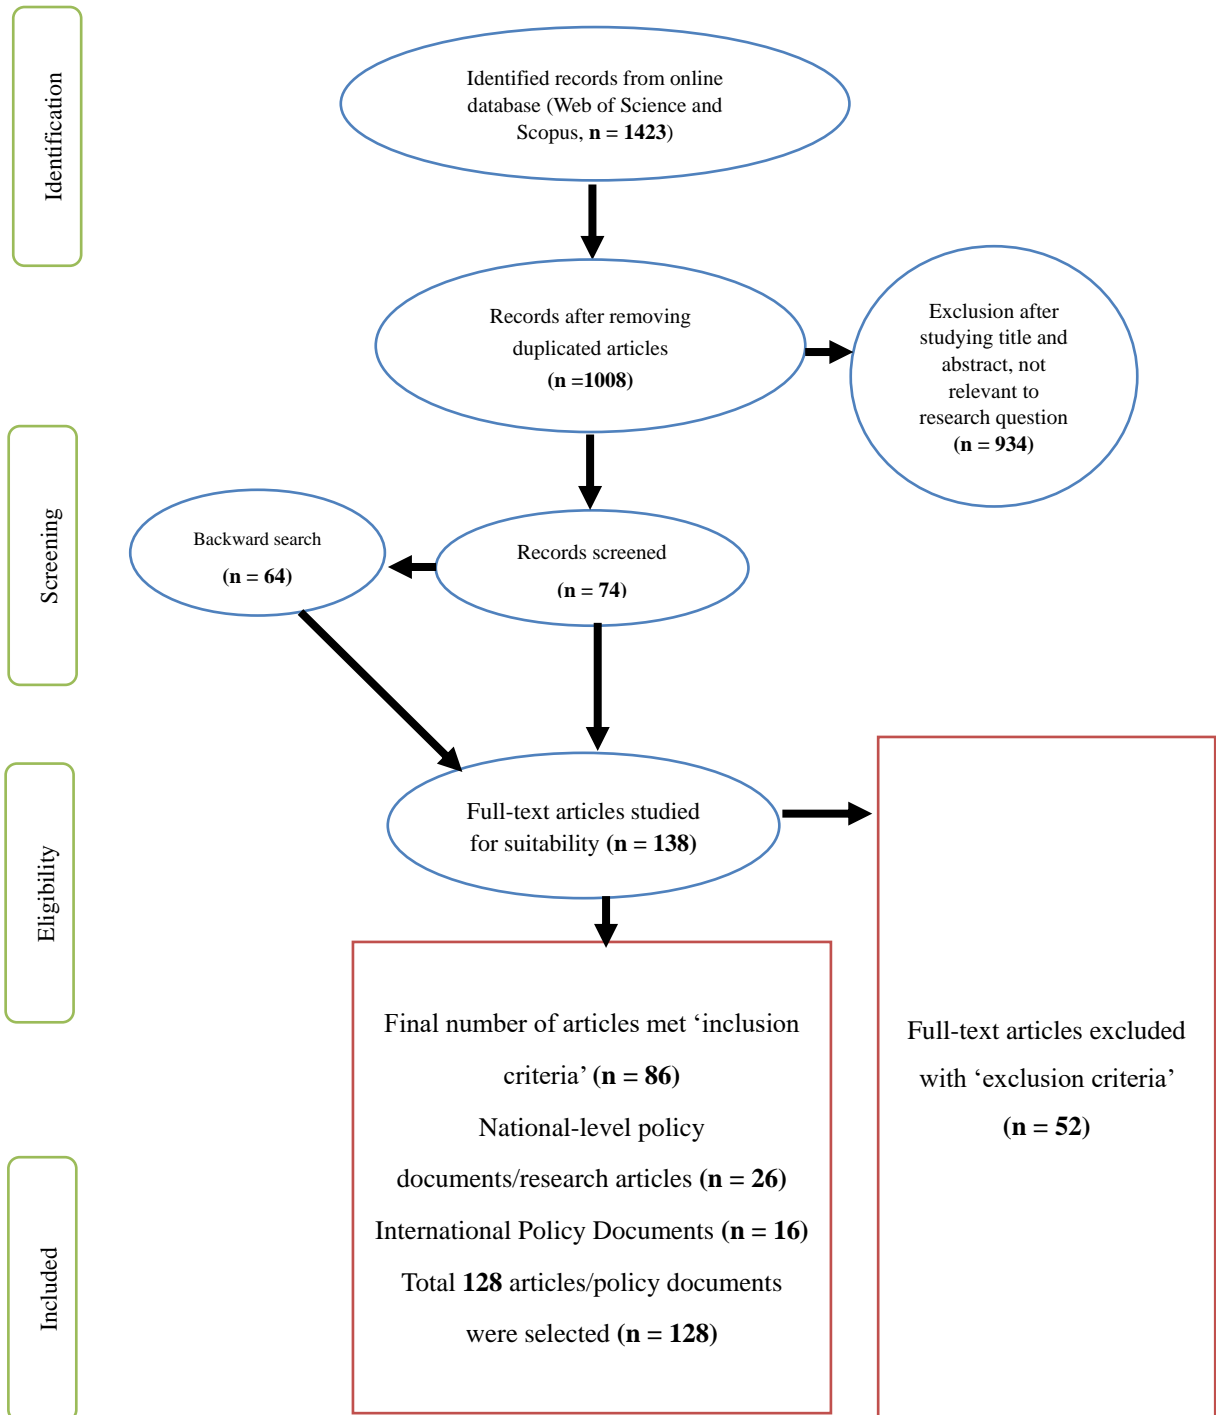 Identification
Identified records from online
database (Web of Science and
Scopus, n = 1423)
Records after removing
duplicated articles
(n =1008)
Exclusion after
studying title and
abstract, not
relevant to
research question
(n = 934)
Screening
Backward search
(n = 64)
Records screened
(n = 74)
Eligibility
Full-text articles studied
for suitability (n = 138)
Included
Final number of articles met ‘inclusion
criteria’ (n = 86)
National-level policy
documents/research articles (n = 26)
International Policy Documents (n = 16)
Total 128 articles/policy documents
were selected (n = 128)
Full-text articles excluded
with ‘exclusion criteria’
(n = 52)